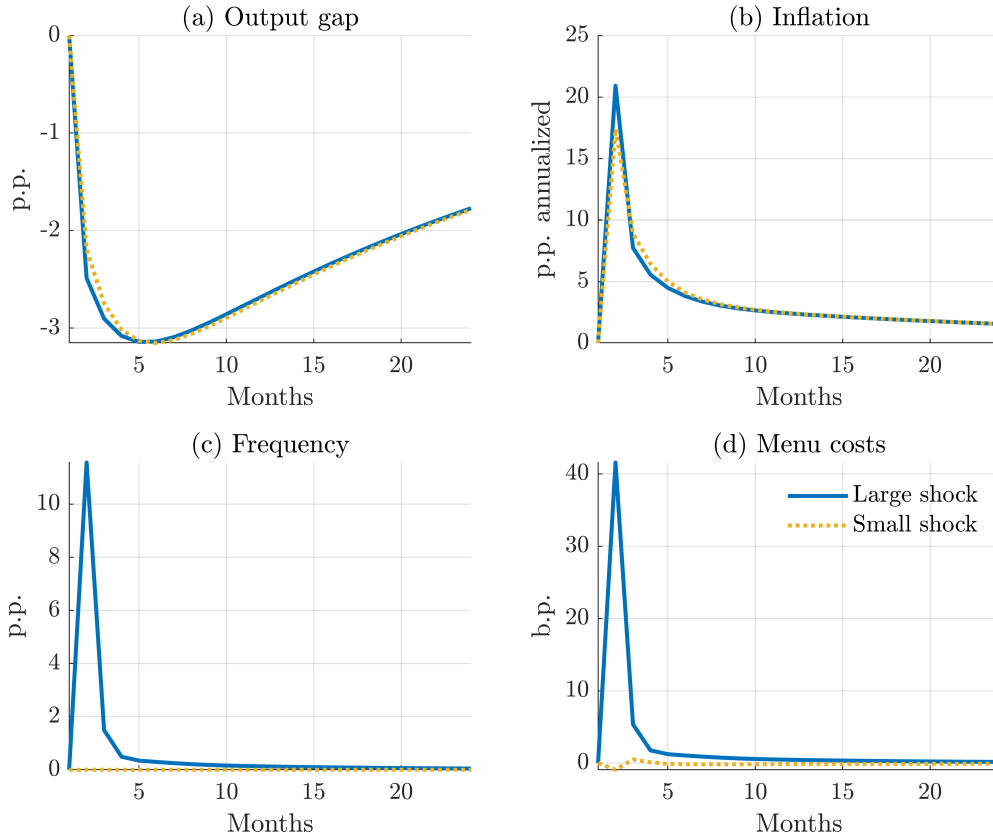 (a) Output gap
0
-1
-2
-3
p.p.
5 10 15 20
Months
(b) Inflation
25
20
15
10
5
0
p.p. annualized
5 10 15 20
Months
(c) Frequency
10
8
6
4
2
0
p.p.
5 10 15 20
Months
(d) Menu costs
40
30
20
10
0
b.p.
Large shock
Small shock
5 10 15 20
Months